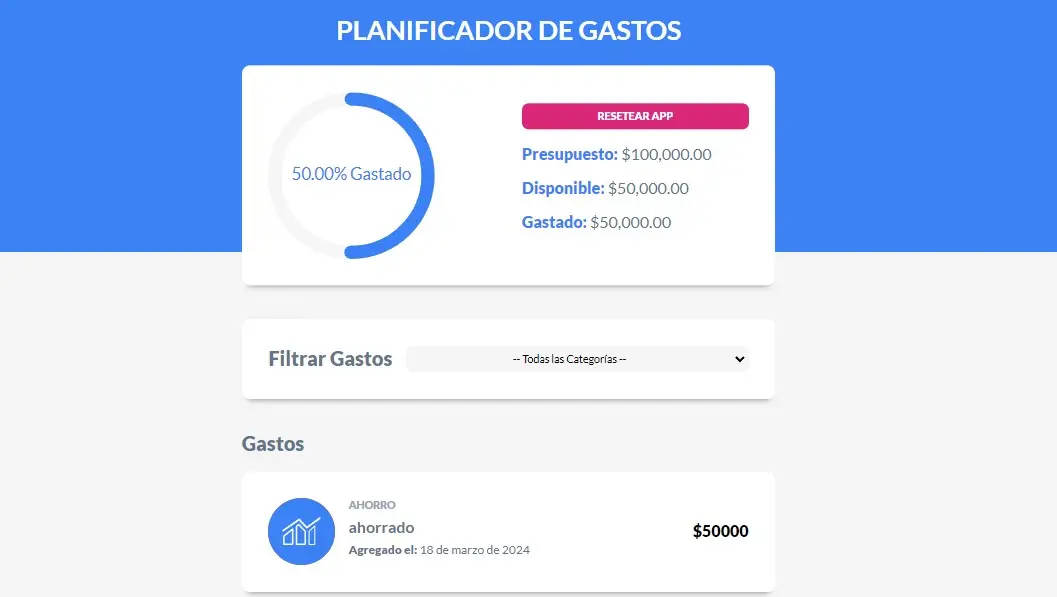 PLANIFICADOR DE GASTOS
50.00% Gastado
RESETEAR APP
Presupuesto: $100,000.00
Disponible: $50,000.00
Gastado: $50,000.00
Filtrar Gastos
-- Todas las Categorías --
Gastos
AHORRO
ahorrado
Agregado el: 18 de marzo de 2024
$50000